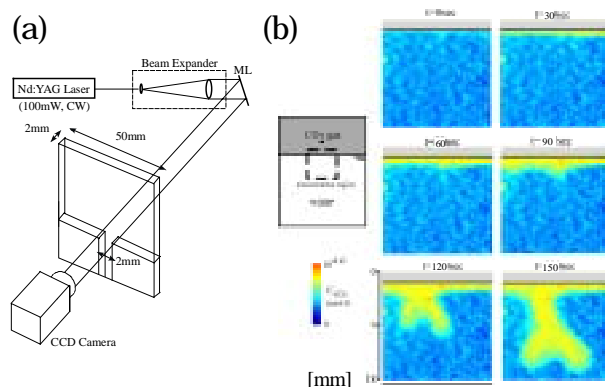 (a)
Beam Expander
ML
Nd:YAG Laser
(100mW, CW)
2mm
50mm
2mm
CCD Camera
(b)
t=30sec
t=60sec
t=90sec
t=120sec
t=150sec
[mm]